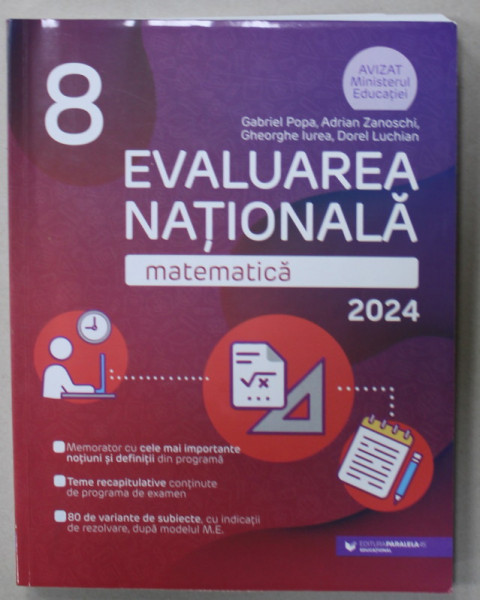 8
AVIZAT
Ministerul
Educației
Gabriel Popa, Adrian Zanoschi,
Gheorghe Iurea, Dorel Luchian
EVALUAREA
NAȚIONALĂ
matematică
2024
√x
Memorator cu cele mai importante
noțiuni și definiții din programă
Teme recapitulative conținute
de programa de examen
80 de variante de subiecte, cu indicații
de rezolvare, după modelul M.E.
EDITURA PARALELA 45
EDUCAȚIONAL